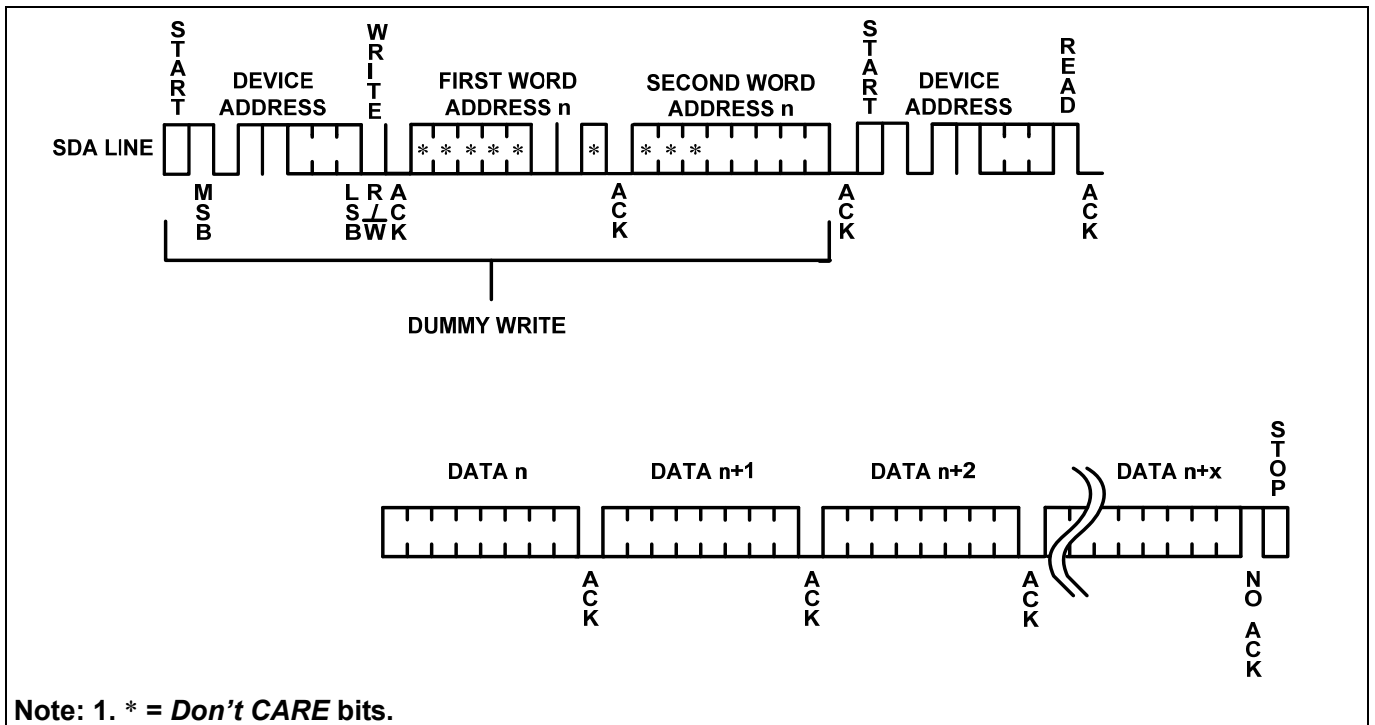 START
DEVICE ADDRESS
WRITE
FIRST WORD ADDRESS n
SECOND WORD ADDRESS n
START
DEVICE ADDRESS
READ
SDA LINE
* * * * *
*
* * *
MSB
LSB
R/W
ACK
ACK
ACK
ACK
DUMMY WRITE
DATA n
DATA n+1
DATA n+2
DATA n+x
STOP
ACK
ACK
ACK
NO ACK
Note: 1. * = Don't CARE bits.